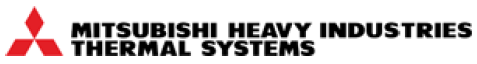 MITSUBISHI HEAVY INDUSTRIES
THERMAL SYSTEMS